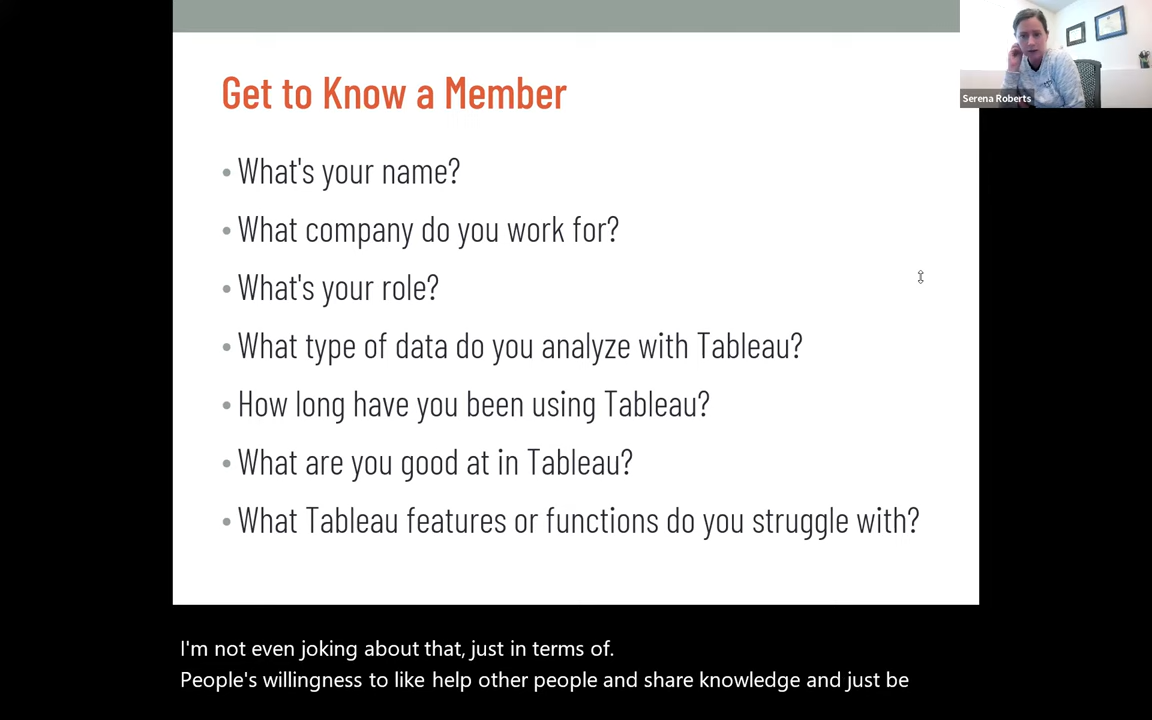 Get to Know a Member
Serena Roberts
• What's your name?
• What company do you work for?
• What's your role?
• What type of data do you analyze with Tableau?
• How long have you been using Tableau?
• What are you good at in Tableau?
• What Tableau features or functions do you struggle with?
I'm not even joking about that, just in terms of.
People's willingness to like help other people and share knowledge and just be